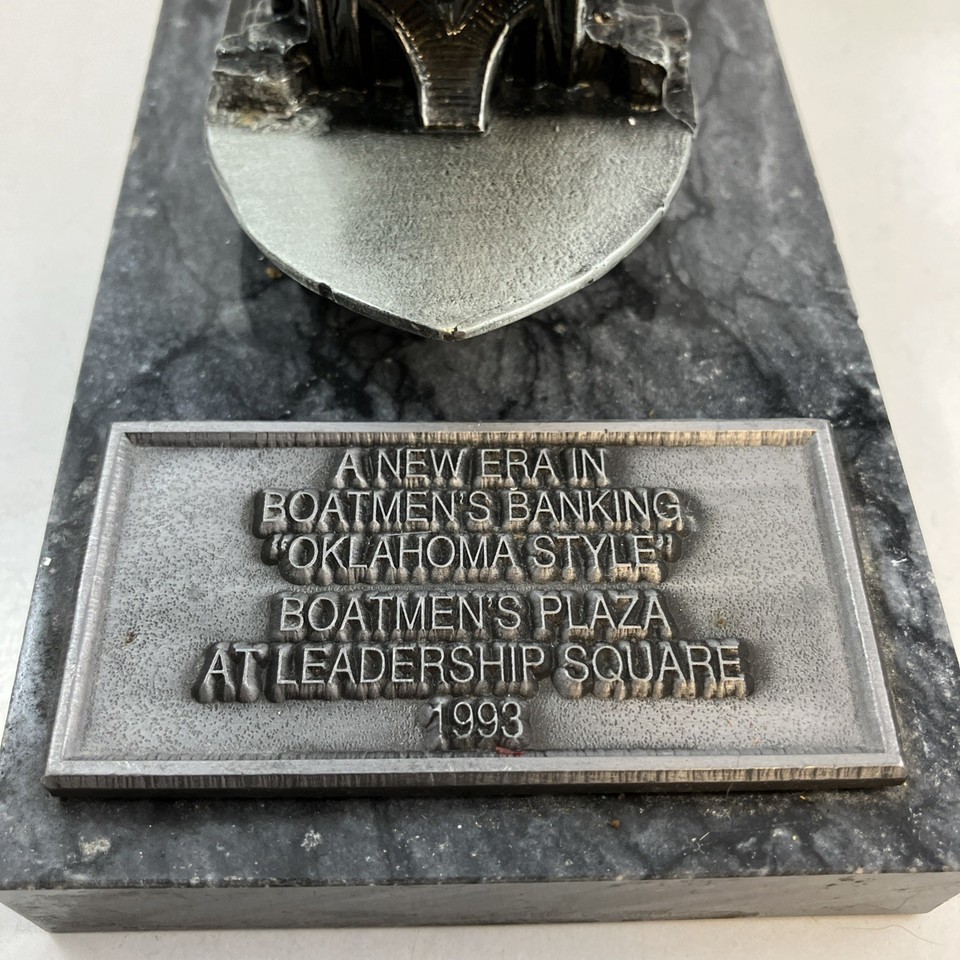 A NEW ERA IN
BOATMEN'S BANKING
“OKLAHOMA STYLE”
BOATMEN'S PLAZA
AT LEADERSHIP SQUARE
1993